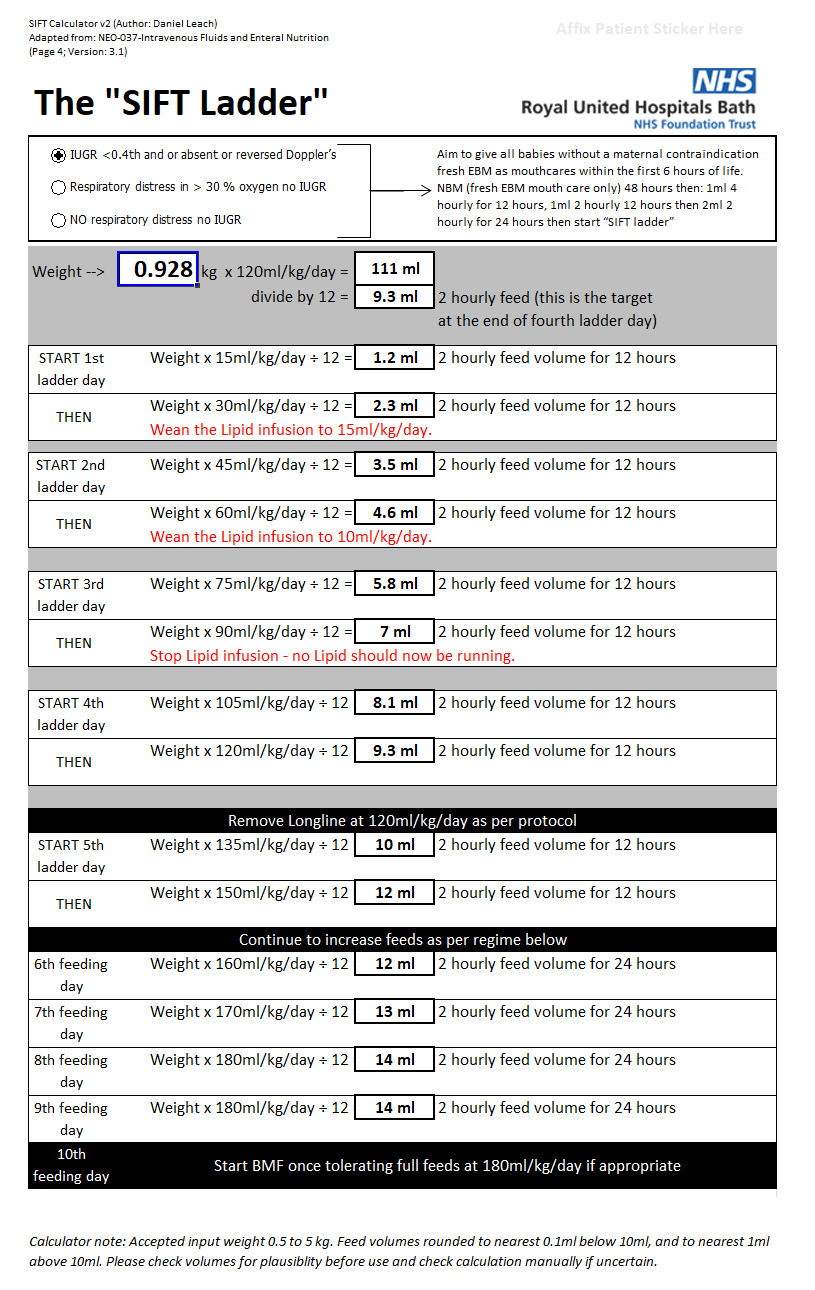 SIFT Calculator v2 (Author: Daniel Leach)
Adapted from: NEO-037-Intravenous Fluids and Enteral Nutrition
(Page 4; Version: 3.1)
Affix Patient Sticker Here
The "SIFT Ladder"
NHS
Royal United Hospitals Bath
NHS Foundation Trust
IUGR <0.4th and or absent or reversed Doppler's
Respiratory distress in > 30 % oxygen no IUGR
NO respiratory distress no IUGR
Aim to give all babies without a maternal contraindication
fresh EBM as mouthcares within the first 6 hours of life.
NBM (fresh EBM mouth care only) 48 hours then: 1ml 4
hourly for 12 hours, 1ml 2 hourly 12 hours then 2ml 2
hourly for 24 hours then start “SIFT ladder”
Weight --> 0.928 kg x 120ml/kg/day = 111 ml
divide by 12 = 9.3 ml 2 hourly feed (this is the target
at the end of fourth ladder day)
START 1st Weight x 15ml/kg/day ÷ 12 = 1.2 ml 2 hourly feed volume for 12 hours
ladder day
THEN Weight x 30ml/kg/day ÷ 12 = 2.3 ml 2 hourly feed volume for 12 hours
Wean the Lipid infusion to 15ml/kg/day.
START 2nd Weight x 45ml/kg/day ÷ 12 = 3.5 ml 2 hourly feed volume for 12 hours
ladder day
THEN Weight x 60ml/kg/day ÷ 12 = 4.6 ml 2 hourly feed volume for 12 hours
Wean the Lipid infusion to 10ml/kg/day.
START 3rd Weight x 75ml/kg/day ÷ 12 = 5.8 ml 2 hourly feed volume for 12 hours
ladder day
THEN Weight x 90ml/kg/day ÷ 12 = 7 ml 2 hourly feed volume for 12 hours
Stop Lipid infusion - no Lipid should now be running.
START 4th Weight x 105ml/kg/day ÷ 12 8.1 ml 2 hourly feed volume for 12 hours
ladder day
THEN Weight x 120ml/kg/day ÷ 12 9.3 ml 2 hourly feed volume for 12 hours
Remove Longline at 120ml/kg/day as per protocol
START 5th Weight x 135ml/kg/day ÷ 12 10 ml 2 hourly feed volume for 12 hours
ladder day
THEN Weight x 150ml/kg/day ÷ 12 12 ml 2 hourly feed volume for 12 hours
Continue to increase feeds as per regime below
6th feeding Weight x 160ml/kg/day ÷ 12 12 ml 2 hourly feed volume for 24 hours
day
7th feeding Weight x 170ml/kg/day ÷ 12 13 ml 2 hourly feed volume for 24 hours
day
8th feeding Weight x 180ml/kg/day ÷ 12 14 ml 2 hourly feed volume for 24 hours
day
9th feeding Weight x 180ml/kg/day ÷ 12 14 ml 2 hourly feed volume for 24 hours
day
10th
feeding day Start BMF once tolerating full feeds at 180ml/kg/day if appropriate
Calculator note: Accepted input weight 0.5 to 5 kg. Feed volumes rounded to nearest 0.1ml below 10ml, and to nearest 1ml
above 10ml. Please check volumes for plausiblity before use and check calculation manually if uncertain.